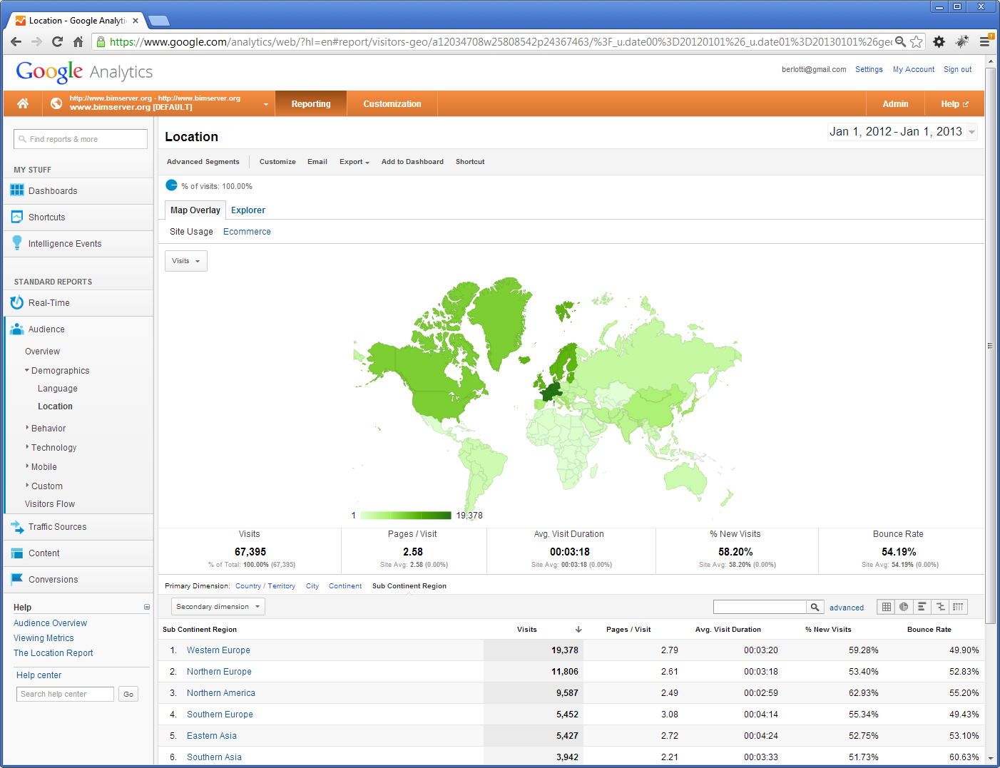 Location - Google Analyti
https://www.google.com/analytics/web/?hl=en#report/visitors-geo/a12034708w25808542p24367463/%3F_u.date00%3D20120101%26_u.date01%3D20130101%26geo
Google Analytics
berlotti@gmail.com Settings My Account Sign out
http://www.bimserver.org - http://www.bimserver.org
www.bimserver.org [DEFAULT]
Reporting Customization Admin Help
Find reports & more
MY STUFF
Dashboards
Shortcuts
Intelligence Events
STANDARD REPORTS
Real-Time
Audience
Overview
Demographics
Language
Location
Behavior
Technology
Mobile
Custom
Visitors Flow
Traffic Sources
Content
Conversions
Help
Audience Overview
Viewing Metrics
The Location Report
Help center
Search help center Go
Location
Jan 1, 2012 - Jan 1, 2013
Advanced Segments Customize Email Export Add to Dashboard Shortcut
% of visits: 100.00%
Map Overlay Explorer
Site Usage Ecommerce
Visits
1 19,378
Visits Pages / Visit Avg. Visit Duration % New Visits Bounce Rate
67,395 2.58 00:03:18 58.20% 54.19%
% of Total: 100.00% (67,395) Site Avg: 2.58 (0.00%) Site Avg: 00:03:18 (0.00%) Site Avg: 58.20% (0.00%) Site Avg: 54.19% (0.00%)
Primary Dimension: Country / Territory City Continent Sub Continent Region
Secondary dimension advanced
Sub Continent Region Visits Pages / Visit Avg. Visit Duration % New Visits Bounce Rate
1. Western Europe 19,378 2.79 00:03:20 59.28% 49.90%
2. Northern Europe 11,806 2.61 00:03:18 53.40% 52.83%
3. Northern America 9,587 2.49 00:02:59 62.93% 55.20%
4. Southern Europe 5,452 3.08 00:04:14 55.34% 49.43%
5. Eastern Asia 5,427 2.72 00:04:24 52.75% 53.10%
6. Southern Asia 3,942 2.21 00:03:33 51.73% 60.63%